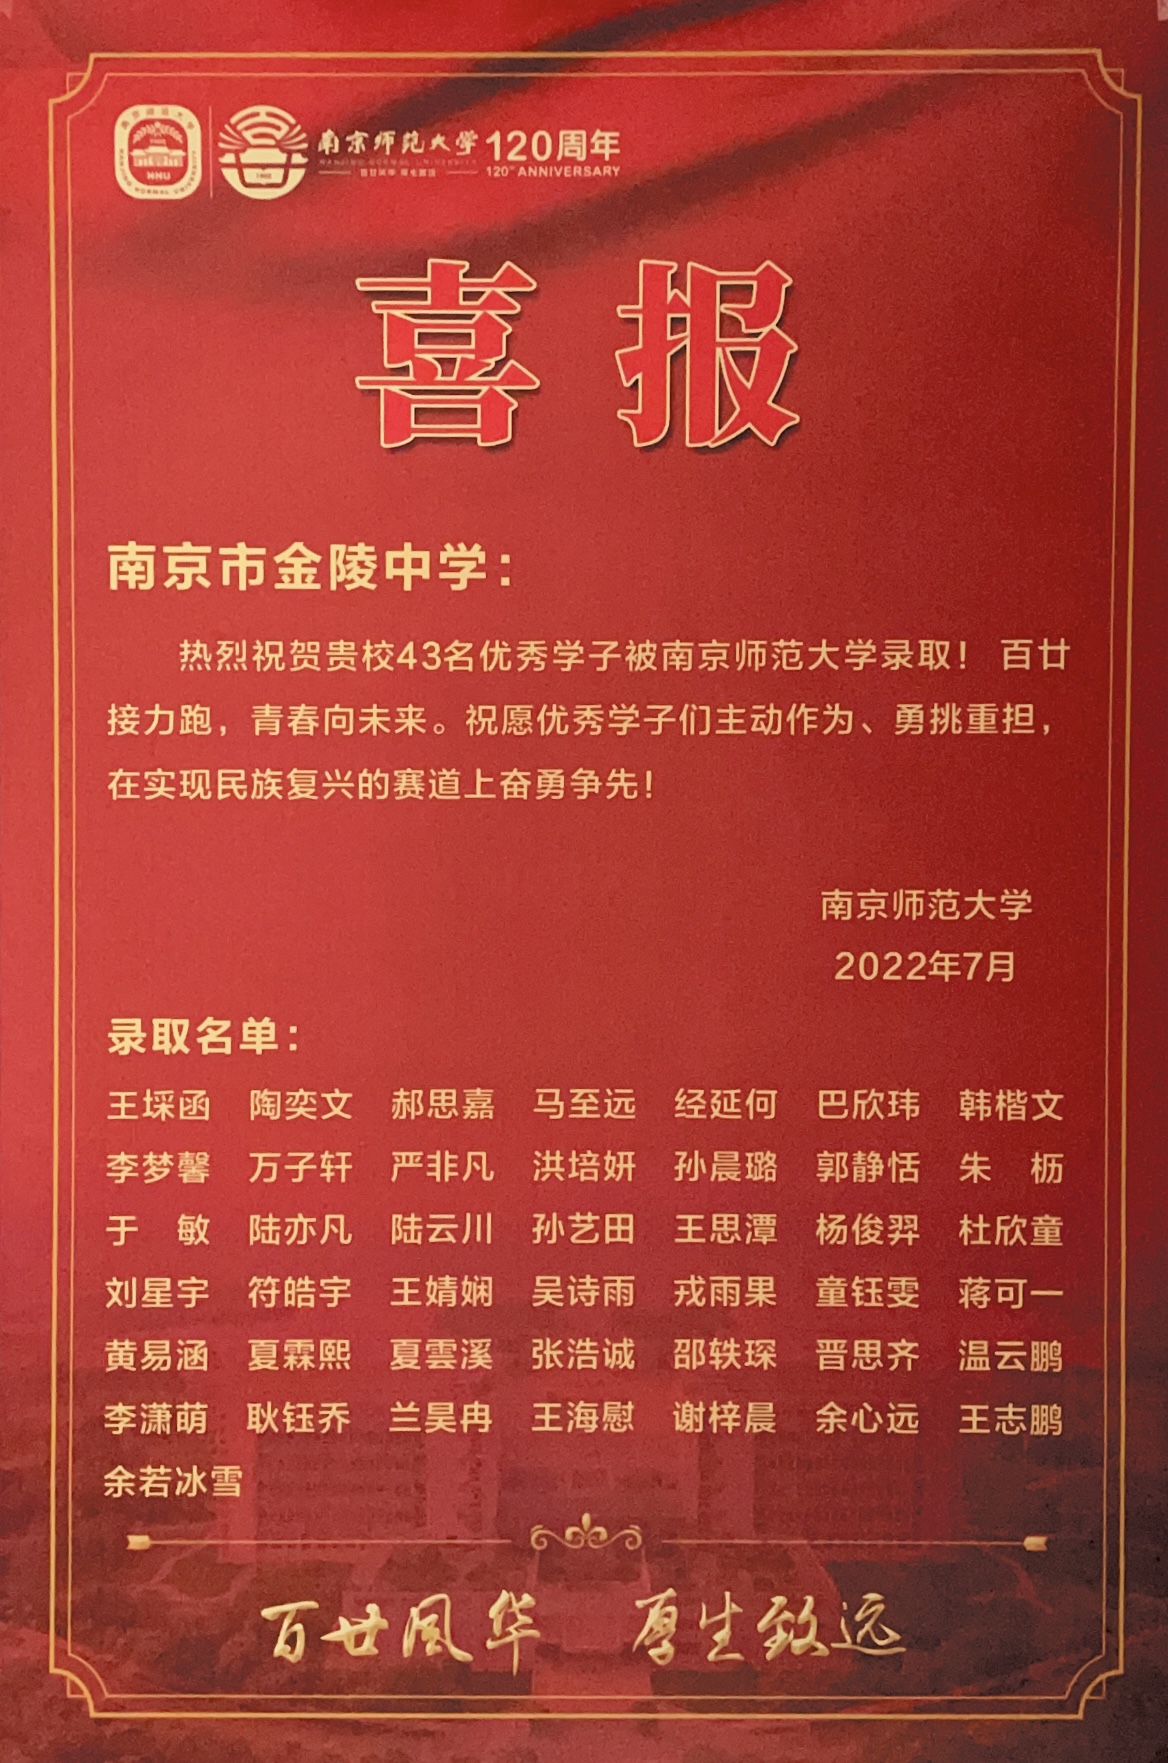 南京师范大学
120周年
120TH ANNIVERSARY
NNU
1902
喜报
南京市金陵中学：
热烈祝贺贵校43名优秀学子被南京师范大学录取！百廿
接力跑，青春向未来。祝愿优秀学子们主动作为、勇挑重担，
在实现民族复兴的赛道上奋勇争先！
南京师范大学
2022年7月
录取名单：
王埰函 陶奕文 郝思嘉 马至远 经延何 巴欣玮 韩楷文
李梦馨 万子轩 严非凡 洪培妍 孙晨璐 郭静恬 朱 枥
于 敏 陆亦凡 陆云川 孙艺田 王思潭 杨俊羿 杜欣童
刘星宇 符皓宇 王婧娴 吴诗雨 戎雨果 童钰雯 蒋可一
黄易涵 夏霖熙 夏雲溪 张浩诚 邵轶琛 晋思齐 温云鹏
李潇萌 耿钰乔 兰昊冉 王海慰 谢梓晨 余心远 王志鹏
余若冰雪
百廿风华 厚生致远